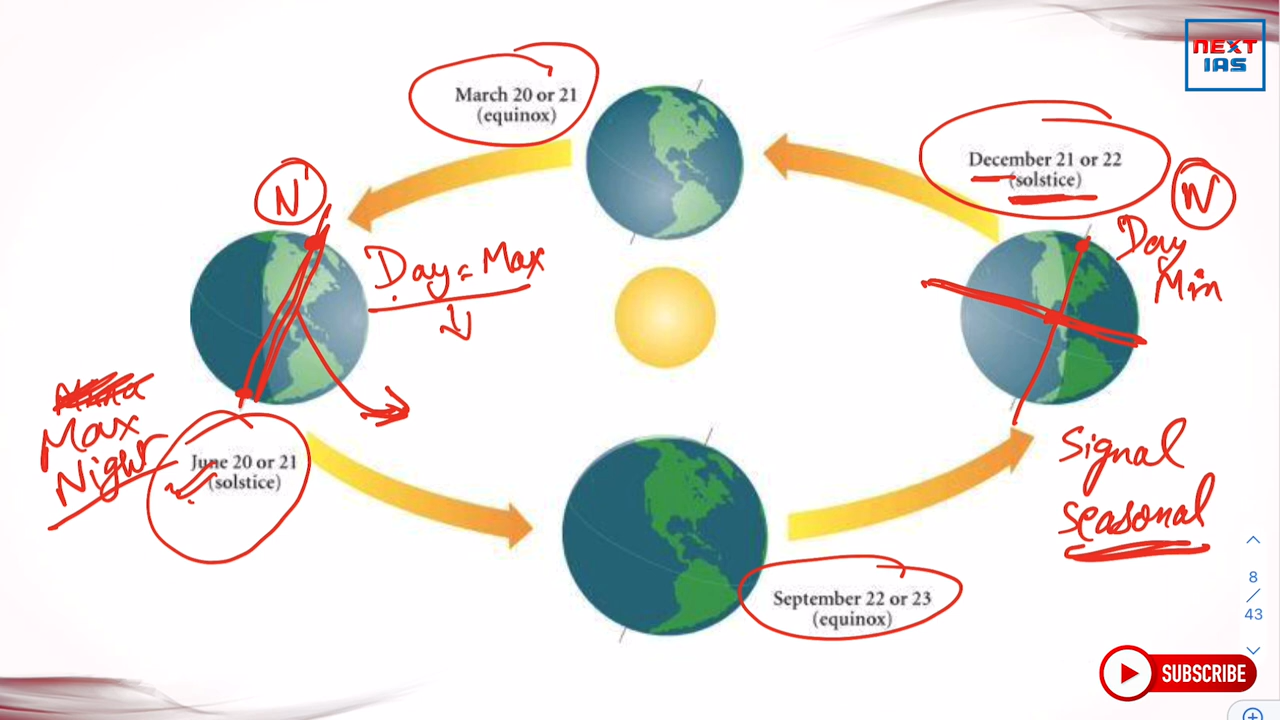 NEXT
IAS
March 20 or 21
(equinox)
December 21 or 22
(solstice)
N
N
Day = Max
Day
Min
Max
Night
June 20 or 21
(solstice)
Signal
Seasonal
September 22 or 23
(equinox)
8
/
43
SUBSCRIBE